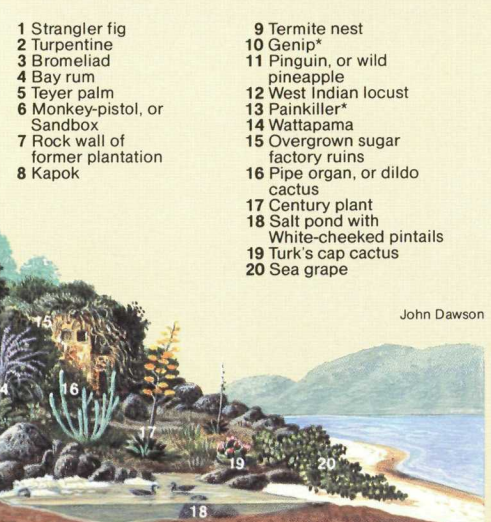 1 Strangler fig
2 Turpentine
3 Bromeliad
4 Bay rum
5 Teyer palm
6 Monkey-pistol, or
Sandbox
7 Rock wall of
former plantation
8 Kapok
9 Termite nest
10 Genip*
11 Pinguin, or wild
pineapple
12 West Indian locust
13 Painkiller*
14 Wattapama
15 Overgrown sugar
factory ruins
16 Pipe organ, or dildo
cactus
17 Century plant
18 Salt pond with
White-cheeked pintails
19 Turk's cap cactus
20 Sea grape
John Dawson
15
4
16
17
19
20
18